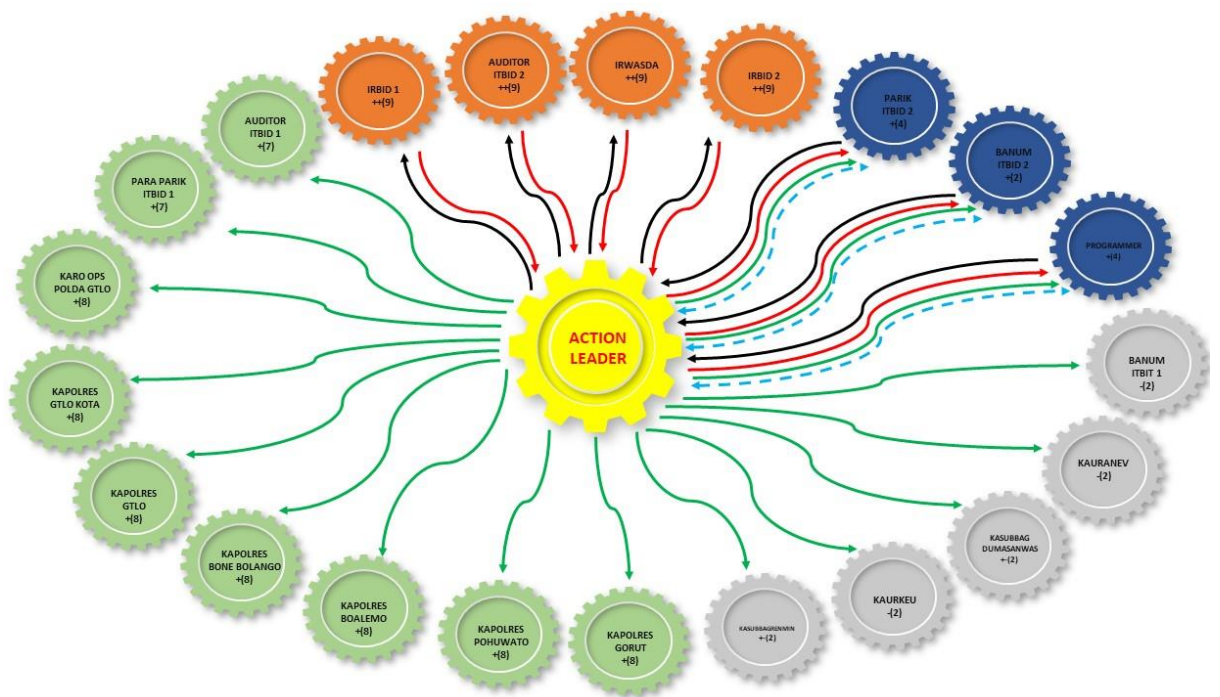 IRBID 1
++(9)
AUDITOR
ITBID 2
++(9)
IRWASDA
++(9)
IRBID 2
++(9)
PARIK
ITBID 2
+(4)
BANUM
ITBID 2
+(2)
PROGRAMMER
+(4)
BANUM
ITBIT 1
-(2)
KAURANEV
-(2)
KASUBBAG
DUMASANWAS
+-(2)
KAURKEU
-(2)
KASUBBAGRENMIN
+-(2)
KAPOLRES
GORUT
+(8)
KAPOLRES
POHUWATO
+(8)
KAPOLRES
BOALEMO
+(8)
KAPOLRES
BONE BOLANGO
+(8)
KAPOLRES
GTLO
+(8)
KAPOLRES
GTLO KOTA
+(8)
KARO OPS
POLDA GTLO
+(8)
PARA PARIK
ITBID 1
+(7)
AUDITOR
ITBID 1
+(7)
ACTION
LEADER